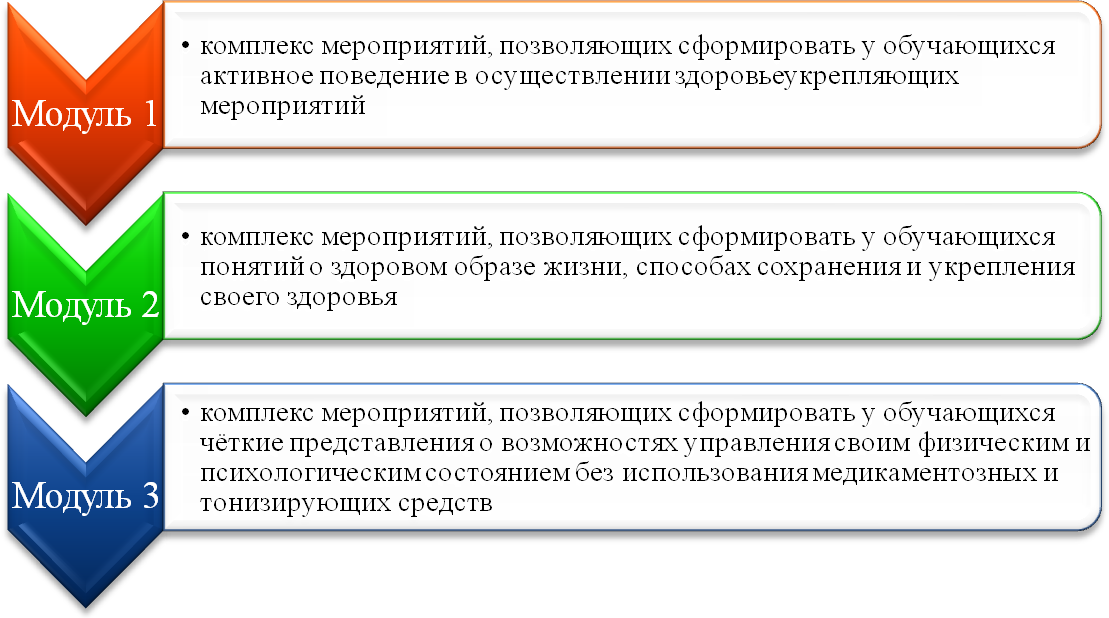 Модуль 1
• комплекс мероприятий, позволяющих сформировать у обучающихся
активное поведение в осуществлении здоровьеукрепляющих
мероприятий
Модуль 2
• комплекс мероприятий, позволяющих сформировать у обучающихся
понятий о здоровом образе жизни, способах сохранения и укрепления
своего здоровья
Модуль 3
• комплекс мероприятий, позволяющих сформировать у обучающихся
чёткие представления о возможностях управления своим физическим и
психологическим состоянием без использования медикаментозных и
тонизирующих средств